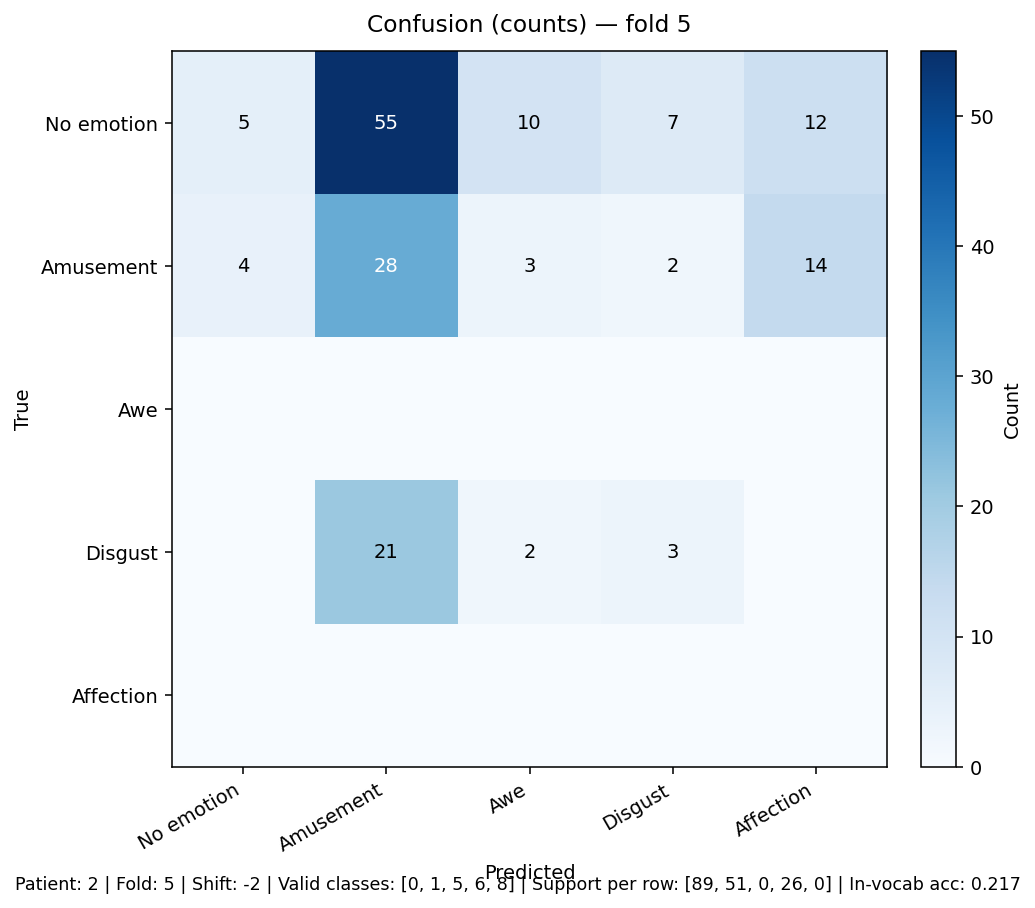 Confusion (counts) — fold 5
No emotion 5 55 10 7 12
Amusement 4 28 3 2 14
Awe
Disgust 21 2 3
Affection
True
No emotion Amusement Awe Disgust Affection
Predicted
50
40
30
20
10
0
Count
Patient: 2 | Fold: 5 | Shift: -2 | Valid classes: [0, 1, 5, 6, 8] | Support per row: [89, 51, 0, 26, 0] | In-vocab acc: 0.217